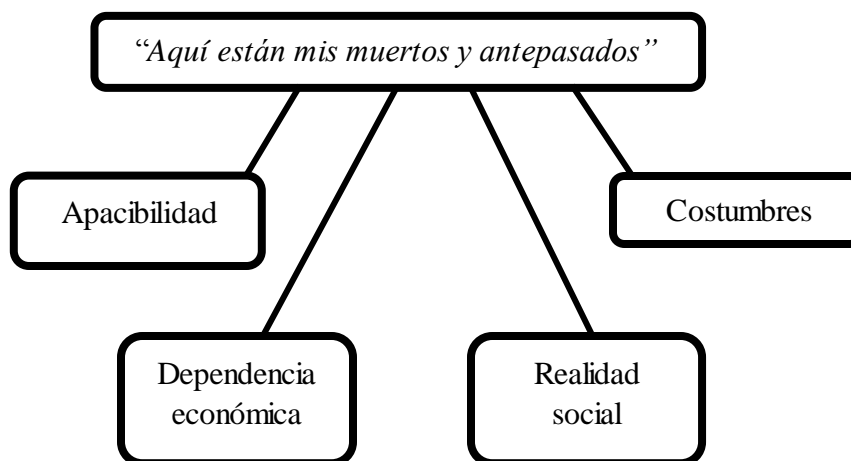 “Aquí están mis muertos y antepasados”
Apacibilidad
Costumbres
Dependencia
económica
Realidad
social